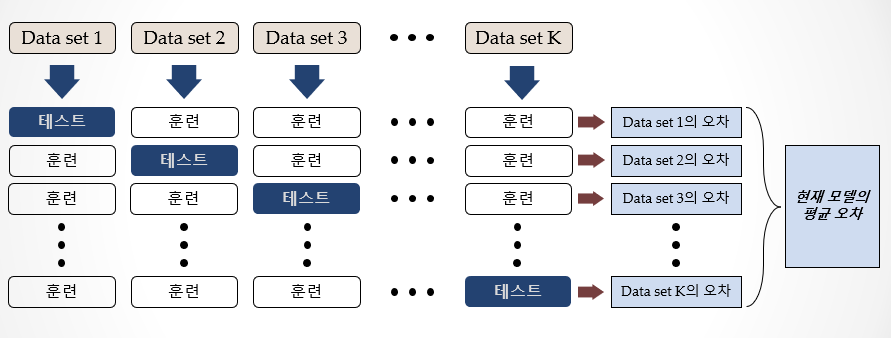 Data set 1 Data set 2 Data set 3 • • • Data set K
테스트 훈련 훈련 • • • 훈련 Data set 1의 오차
훈련 테스트 훈련 • • • 훈련 Data set 2의 오차
훈련 훈련 테스트 • • • 훈련 Data set 3의 오차
현재 모델의
평균 오차
훈련 훈련 훈련 • • • 테스트 Data set K의 오차